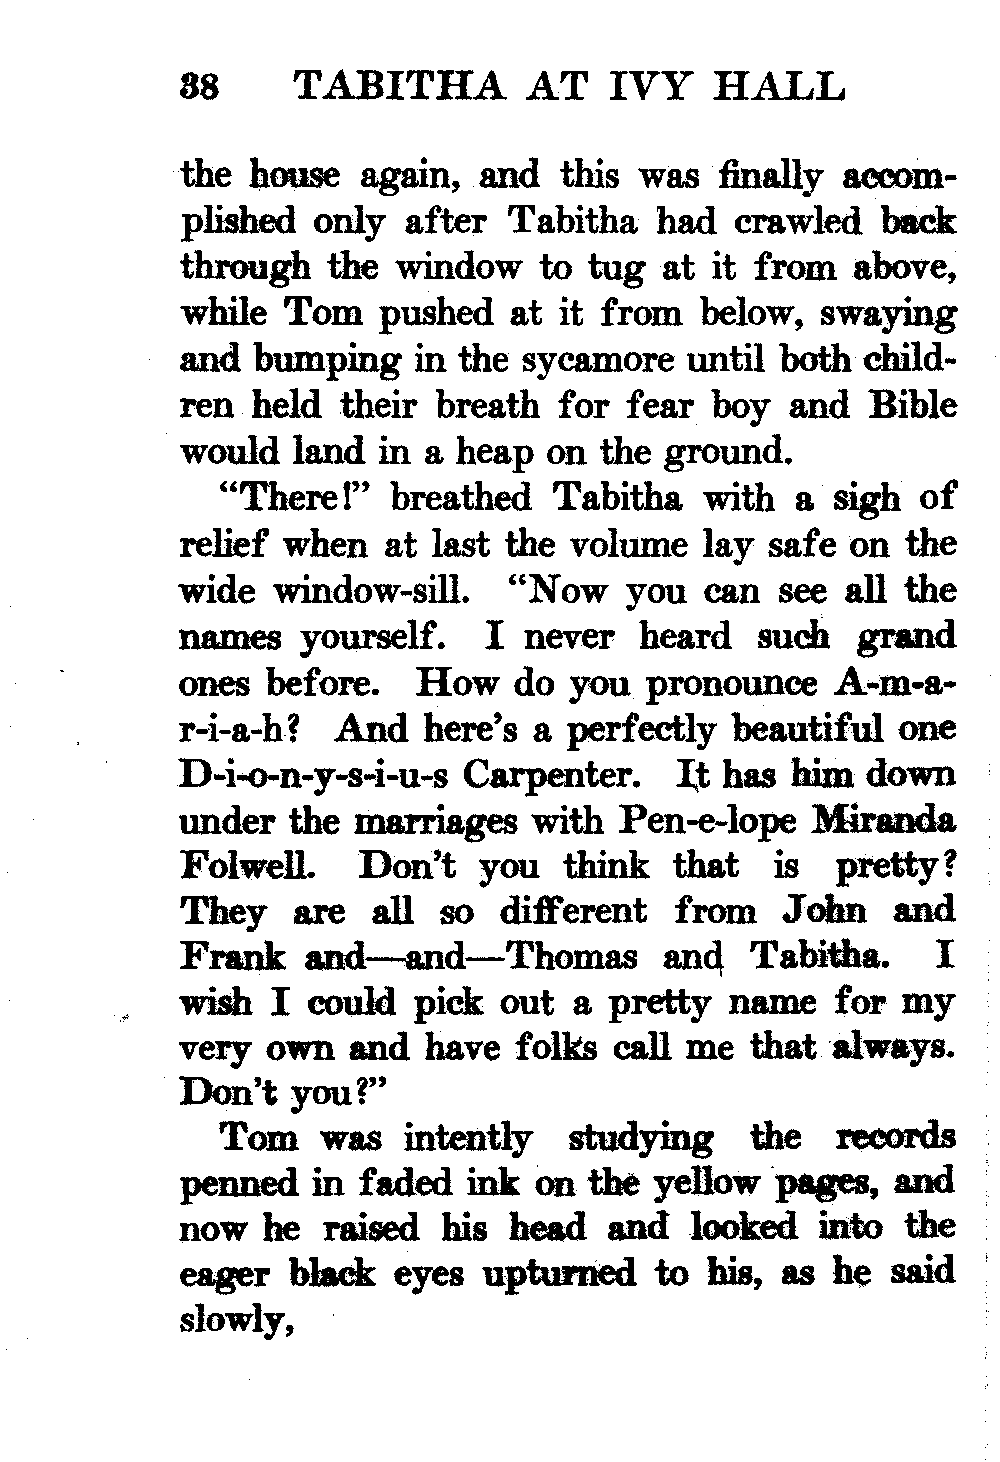 38 TABITHA AT IVY HALL
the house again, and this was finally accom-
plished only after Tabitha had crawled back
through the window to tug at it from above,
while Tom pushed at it from below, swaying
and bumping in the sycamore until both child-
ren held their breath for fear boy and Bible
would land in a heap on the ground.
“There!” breathed Tabitha with a sigh of
relief when at last the volume lay safe on the
wide window-sill. “Now you can see all the
names yourself. I never heard such grand
ones before. How do you pronounce A-m-a-
r-i-a-h? And here’s a perfectly beautiful one
D-i-o-n-y-s-i-u-s Carpenter. It has him down
under the marriages with Pen-e-lope Miranda
Folwell. Don’t you think that is pretty?
They are all so different from John and
Frank and—and—Thomas and Tabitha. I
wish I could pick out a pretty name for my
very own and have folks call me that always.
Don’t you?”
Tom was intently studying the records
penned in faded ink on the yellow pages, and
now he raised his head and looked into the
eager black eyes upturned to his, as he said
slowly,